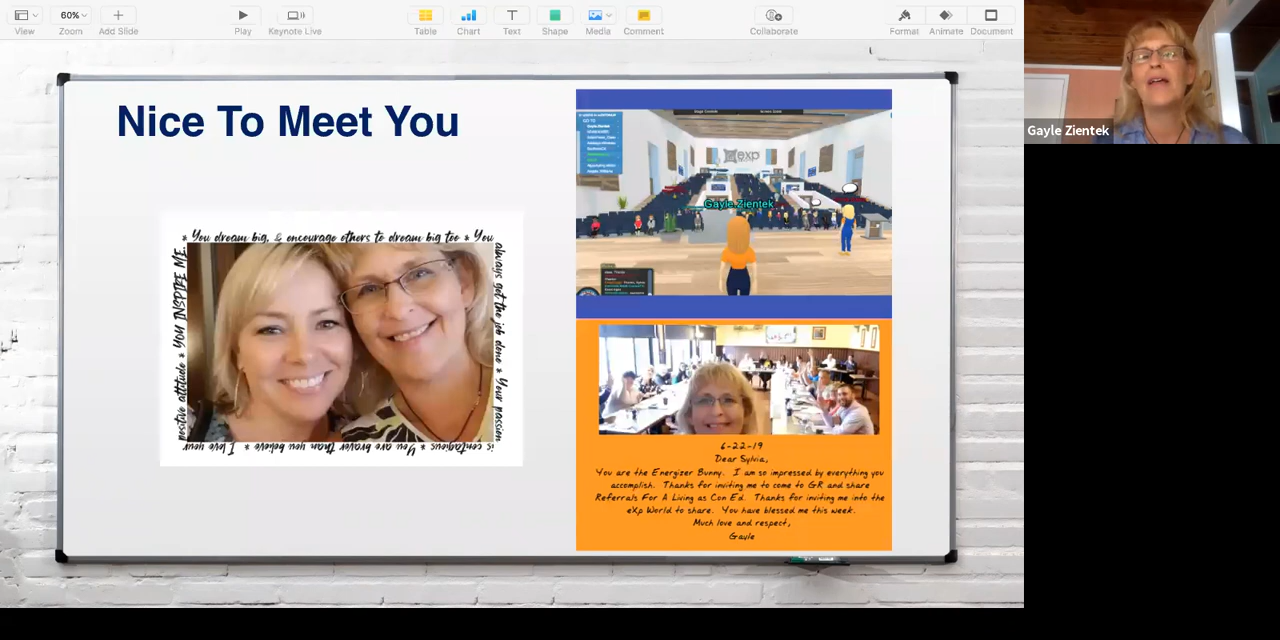 View
Zoom
60%
Add Slide
Play
Keynote Live
Table
Chart
Text
Shape
Media
Comment
Collaborate
Format
Animate
Document
Gayle Zientek
Nice To Meet You
* You dream big, & encourage others to dream big too * You
always get the job done * Your passion
is contagious * You are braver than you believe * I love your
positive attitude * YOU INSPIRE ME.
GO TO
exp
Gayle Zientek
6-22-19
Dear Sylvia,
You are the Energizer Bunny. I am so impressed by everything you
accomplish. Thanks for inviting me to come to GR and share
Referrals For A Living as Con Ed. Thanks for inviting me into the
eXp World to share. You have blessed me this week.
Much love and respect,
Gayle